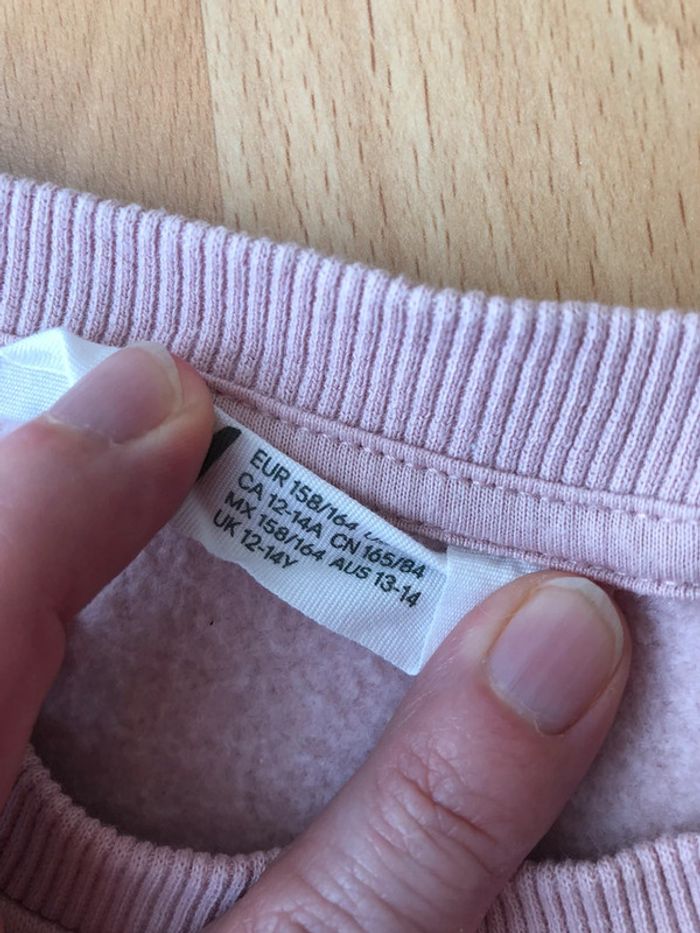 EUR 158/164
CA 12-14A CN 165/84
MX 158/164 AUS 13-14
UK 12-14Y